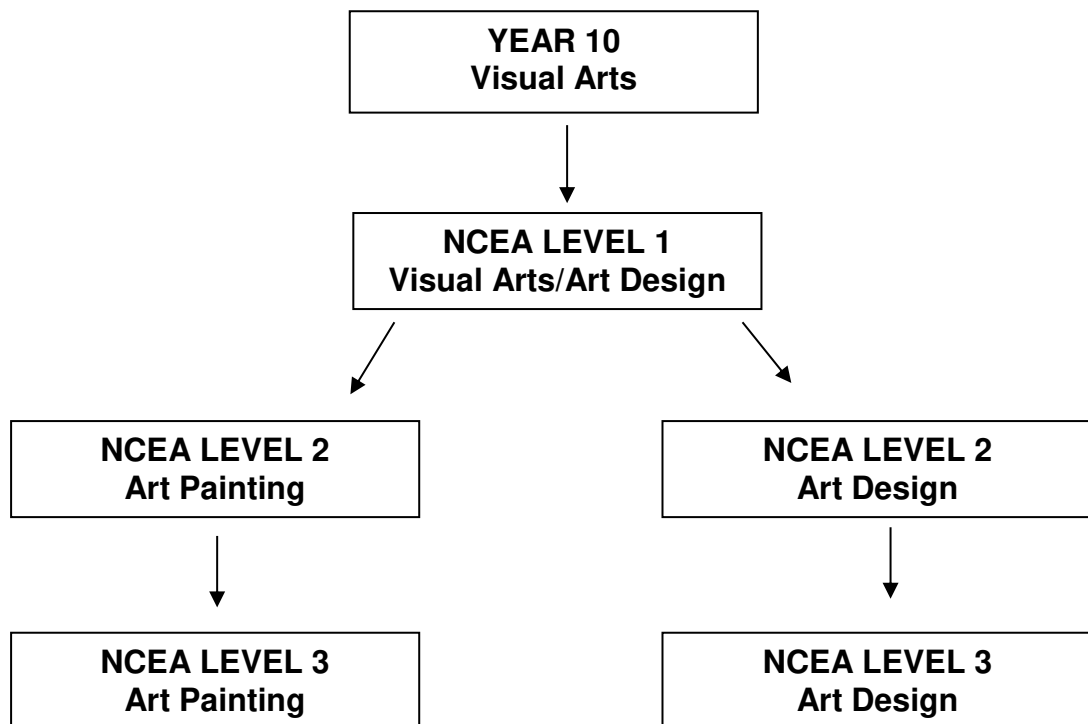 YEAR 10
Visual Arts
NCEA LEVEL 1
Visual Arts/Art Design
NCEA LEVEL 2
Art Painting
NCEA LEVEL 2
Art Design
NCEA LEVEL 3
Art Painting
NCEA LEVEL 3
Art Design